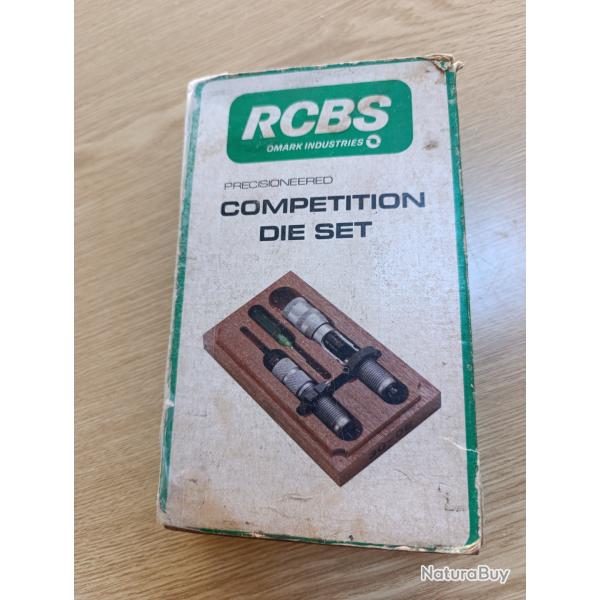 RCBS
OMARK INDUSTRIES
PRECISIONEERED
COMPETITION
DIE SET
NaturaBuy